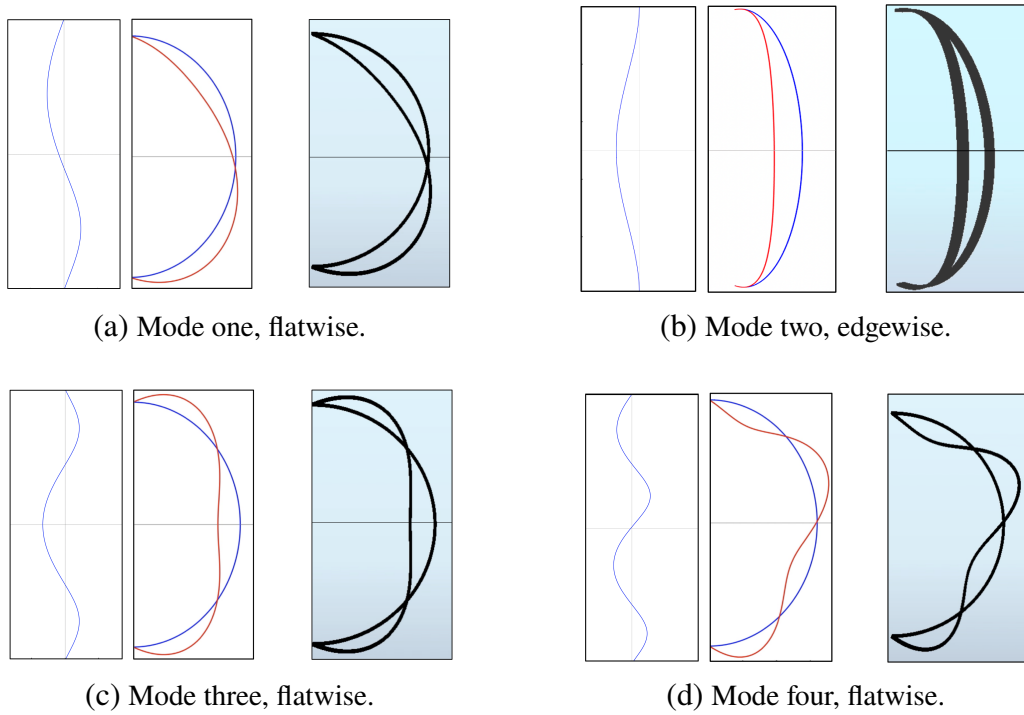 (a) Mode one, flatwise.
(b) Mode two, edgewise.
(c) Mode three, flatwise.
(d) Mode four, flatwise.